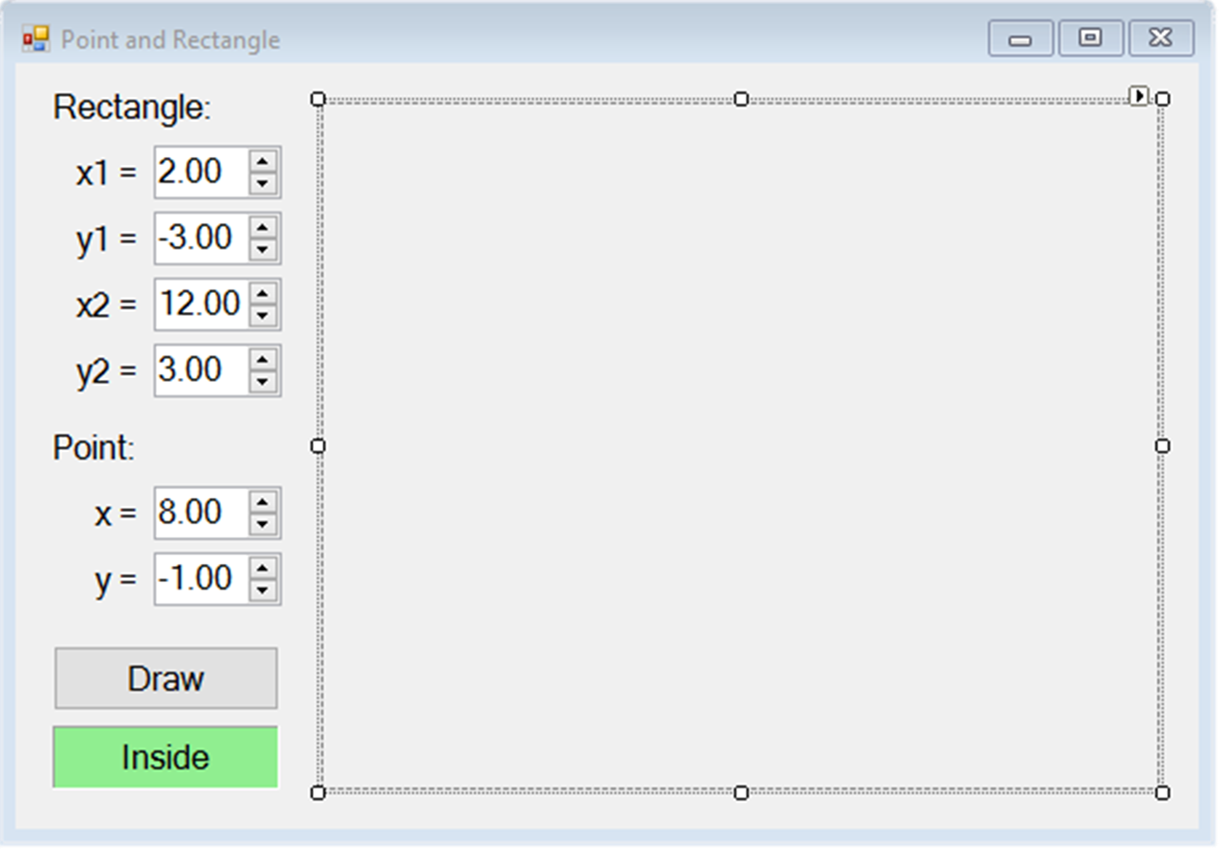 Point and Rectangle
Rectangle:
x1 = 2.00
y1 = -3.00
x2 = 12.00
y2 = 3.00
Point:
x = 8.00
y = -1.00
Draw
Inside